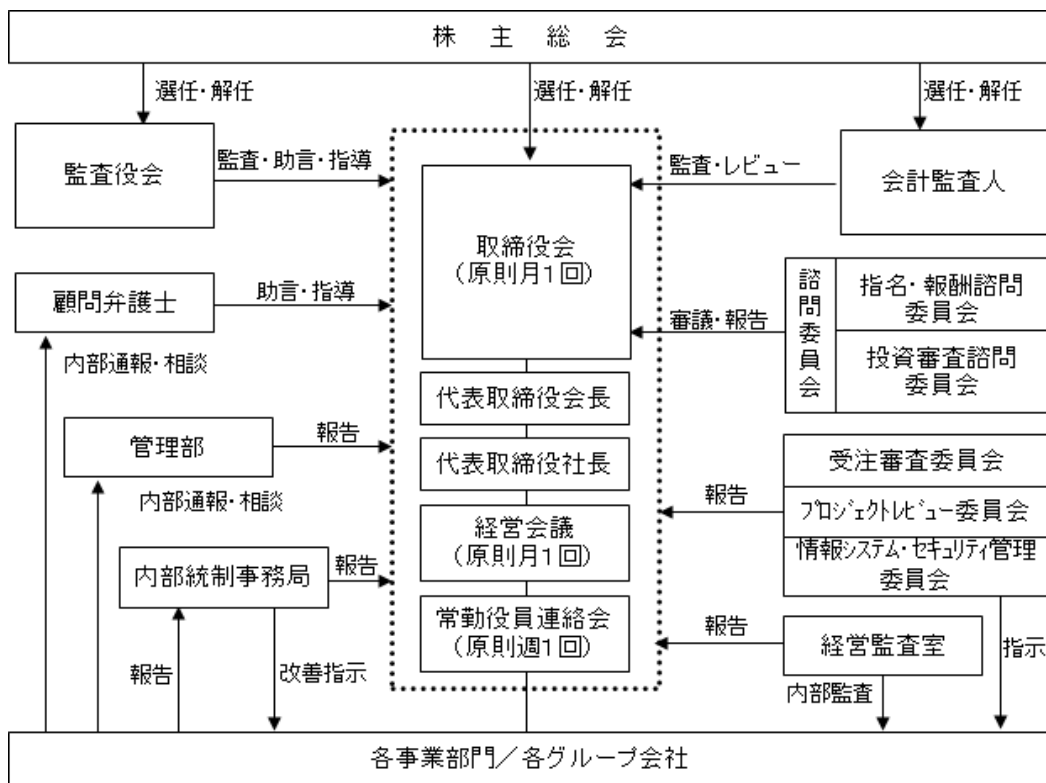 株主総会
選任・解任
選任・解任
選任・解任
監査役会
監査・助言・指導
監査・レビュー
会計監査人
取締役会
(原則月1回)
顧問弁護士
助言・指導
諮問委員会
指名・報酬諮問
委員会
審議・報告
投資審査諮問
委員会
内部通報・相談
代表取締役会長
管理部
報告
代表取締役社長
受注審査委員会
内部通報・相談
報告
プロジェクトレビュー委員会
経営会議
(原則月1回)
情報システム・セキュリティ管理
委員会
内部統制事務局
報告
常勤役員連絡会
(原則週1回)
報告
経営監査室
指示
報告
改善指示
内部監査
各事業部門/各グループ会社